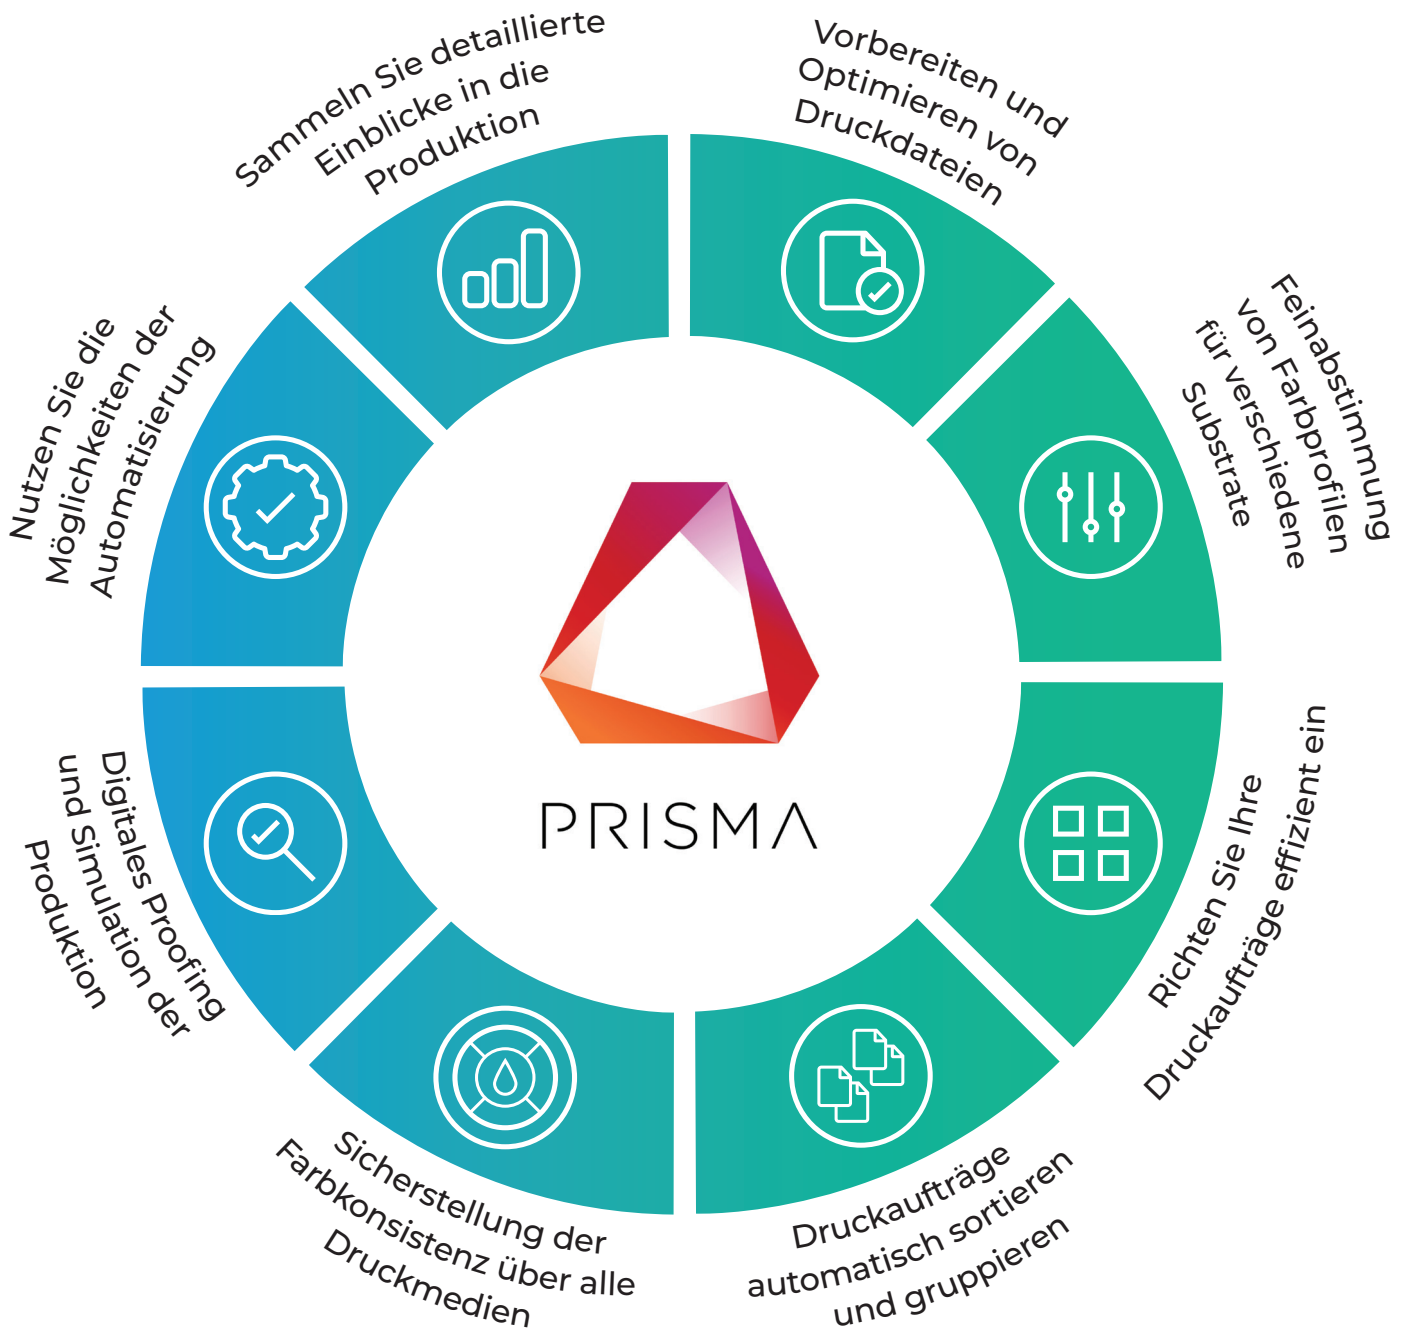 Vorbereiten und
Optimieren von
Druckdateien
Feinabstimmung
von Farbprofilen
für verschiedene
Substrate
Richten Sie Ihre
Druckaufträge effizient ein
Druckaufträge
automatisch sortieren
und gruppieren
Sicherstellung der
Farbkonsistenz über alle
Druckmedien
Digitales Proofing
und Simulation der
Produktion
Nutzen Sie die
Möglichkeiten der
Automatisierung
Sammeln Sie detaillierte
Einblicke in die
Produktion
PRISMA